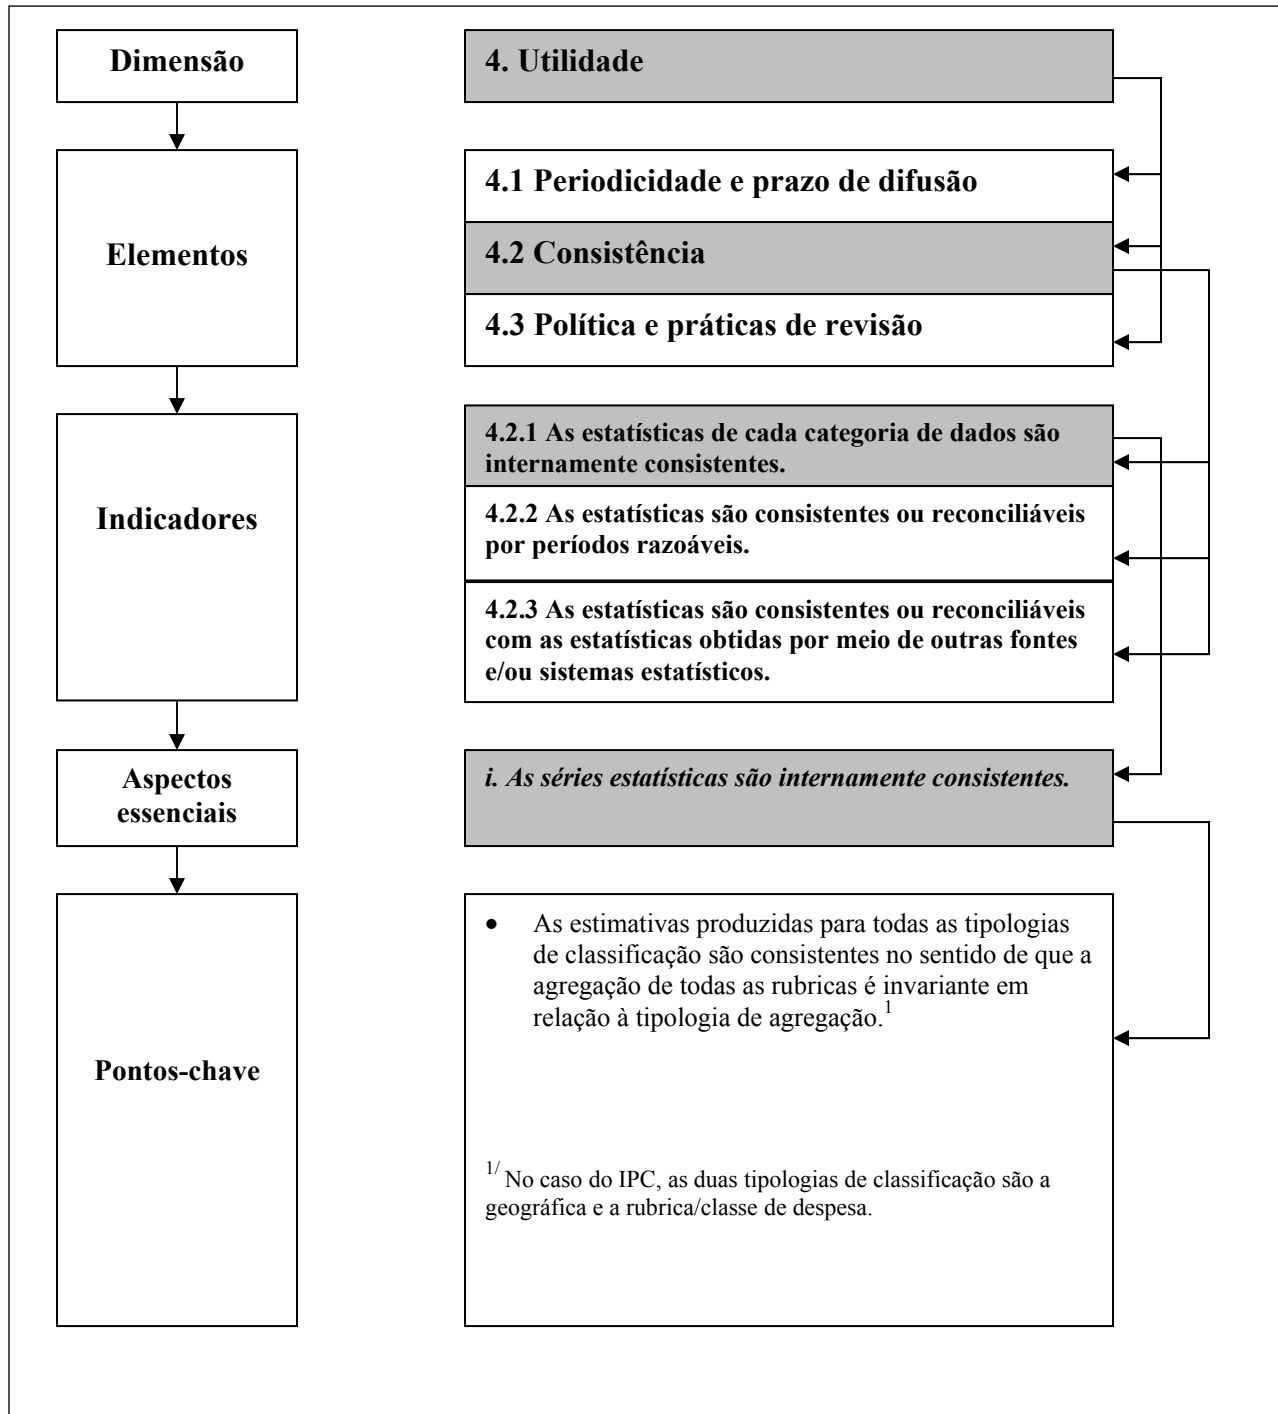 Dimensão
4. Utilidade
Elementos
4.1 Periodicidade e prazo de difusão
4.2 Consistência
4.3 Política e práticas de revisão
Indicadores
4.2.1 As estatísticas de cada categoria de dados são
internamente consistentes.
4.2.2 As estatísticas são consistentes ou reconciliáveis
por períodos razoáveis.
4.2.3 As estatísticas são consistentes ou reconciliáveis
com as estatísticas obtidas por meio de outras fontes
e/ou sistemas estatísticos.
Aspectos
essenciais
i. As séries estatísticas são internamente consistentes.
Pontos-chave
• As estimativas produzidas para todas as tipologias
de classificação são consistentes no sentido de que a
agregação de todas as rubricas é invariante em
relação à tipologia de agregação.1
1/ No caso do IPC, as duas tipologias de classificação são a
geográfica e a rubrica/classe de despesa.